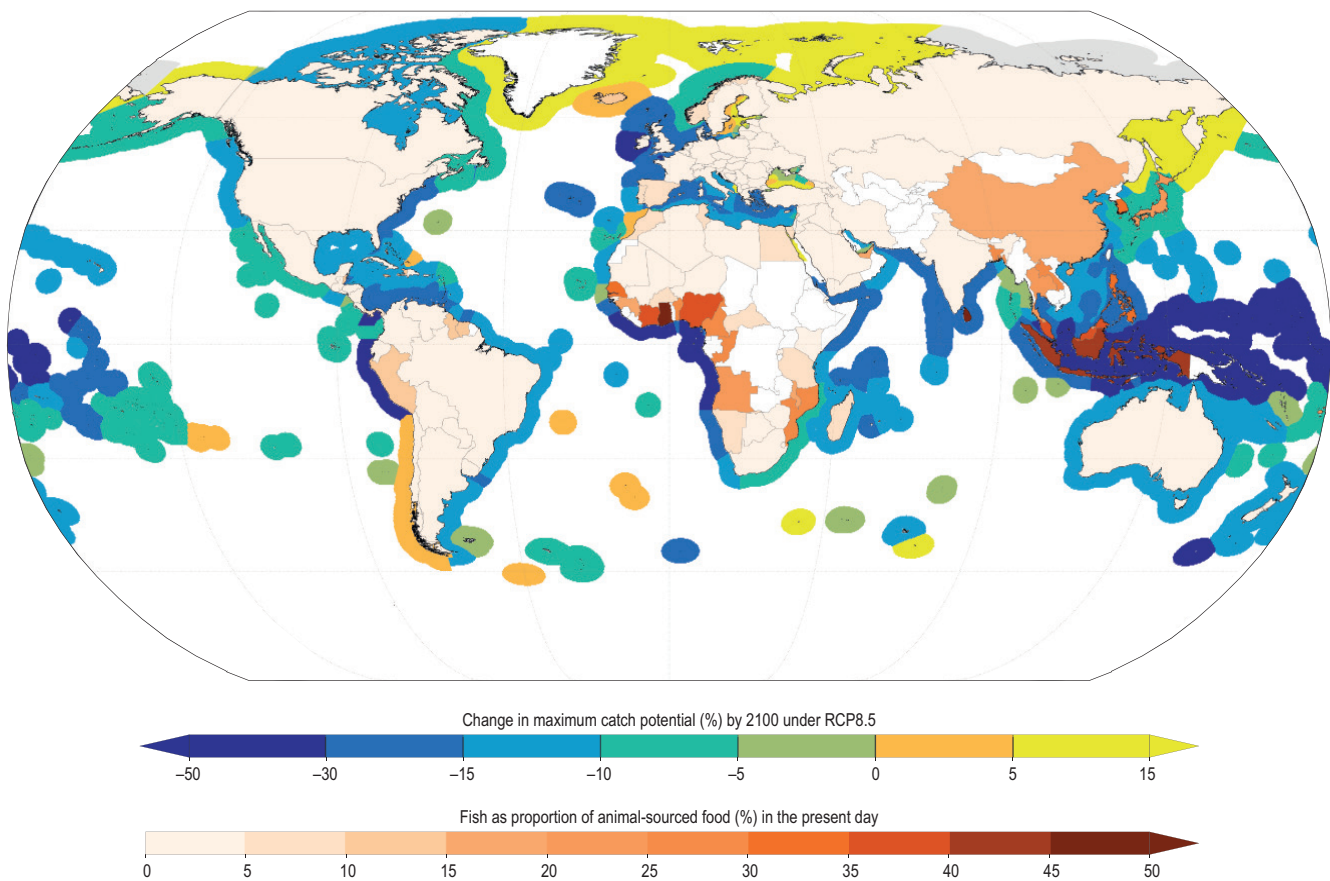 Change in maximum catch potential (%) by 2100 under RCP8.5
–50 –30 –15 –10 –5 0 5 15
Fish as proportion of animal-sourced food (%) in the present day
0 5 10 15 20 25 30 35 40 45 50